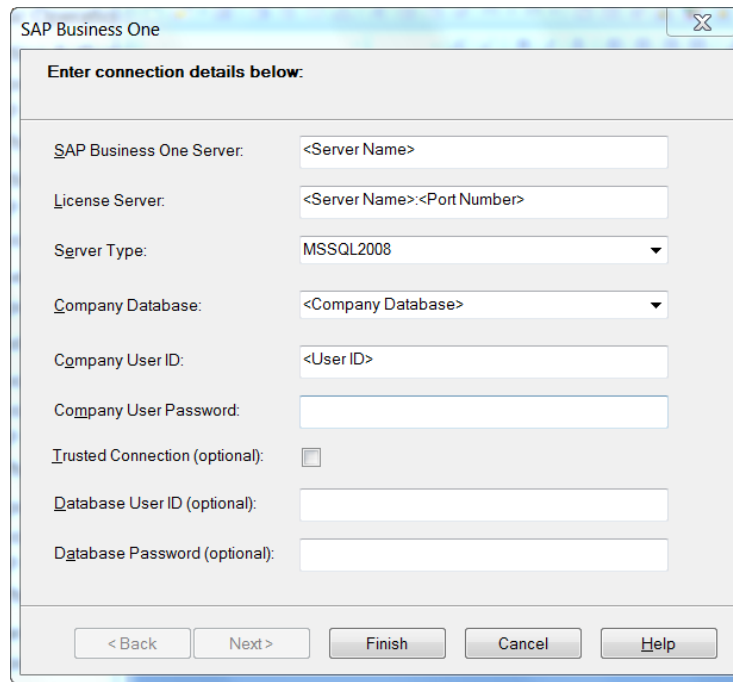 SAP Business One
Enter connection details below:
SAP Business One Server: <Server Name>
License Server: <Server Name>:<Port Number>
Server Type: MSSQL2008
Company Database: <Company Database>
Company User ID: <User ID>
Company User Password:
Trusted Connection (optional):
Database User ID (optional):
Database Password (optional):
< Back Next > Finish Cancel Help